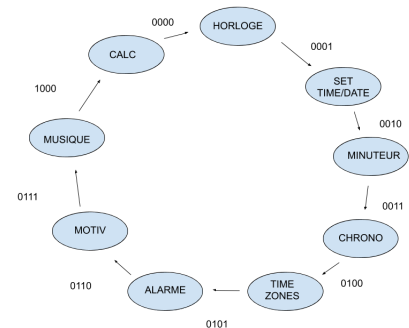 0000
HORLOGE
0001
CALC
SET
TIME/DATE
1000
0010
MUSIQUE
MINUTEUR
0011
0111
MOTIV
CHRONO
0110
ALARME
TIME
ZONES
0100
0101